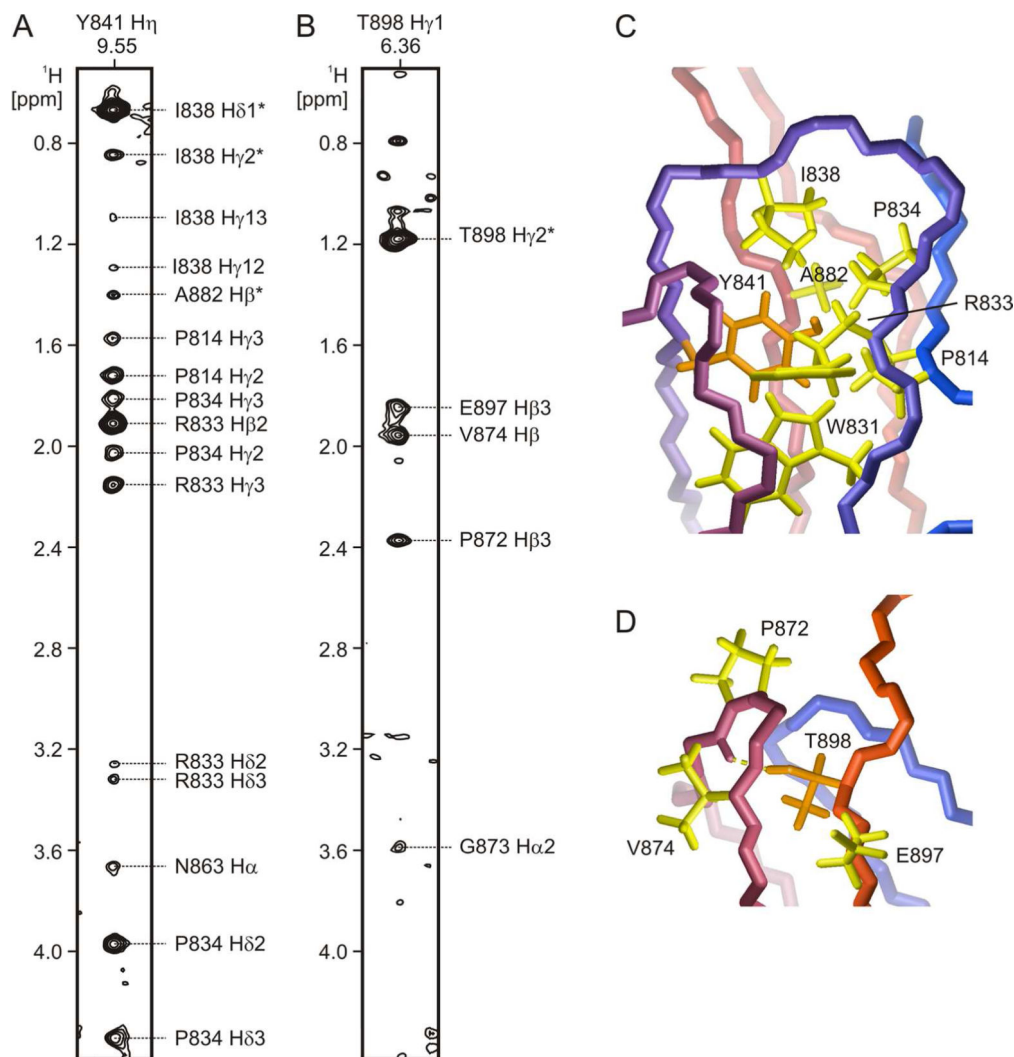 A
Y841 Hη
9.55
¹H
[ppm]
0.8
1.2
1.6
2.0
2.4
2.8
3.2
3.6
4.0
I838 Hδ1*
I838 Hγ2*
I838 Hγ13
I838 Hγ12
A882 Hβ*
P814 Hγ3
P814 Hγ2
P834 Hγ3
R833 Hβ2
P834 Hγ2
R833 Hγ3
R833 Hδ2
R833 Hδ3
N863 Hα
P834 Hδ2
P834 Hδ3
B
T898 Hγ1
6.36
¹H
[ppm]
0.8
1.2
1.6
2.0
2.4
2.8
3.2
3.6
4.0
T898 Hγ2*
E897 Hβ3
V874 Hβ
P872 Hβ3
G873 Hα2
C
I838
P834
Y841
A882
R833
P814
W831
D
P872
T898
V874
E897